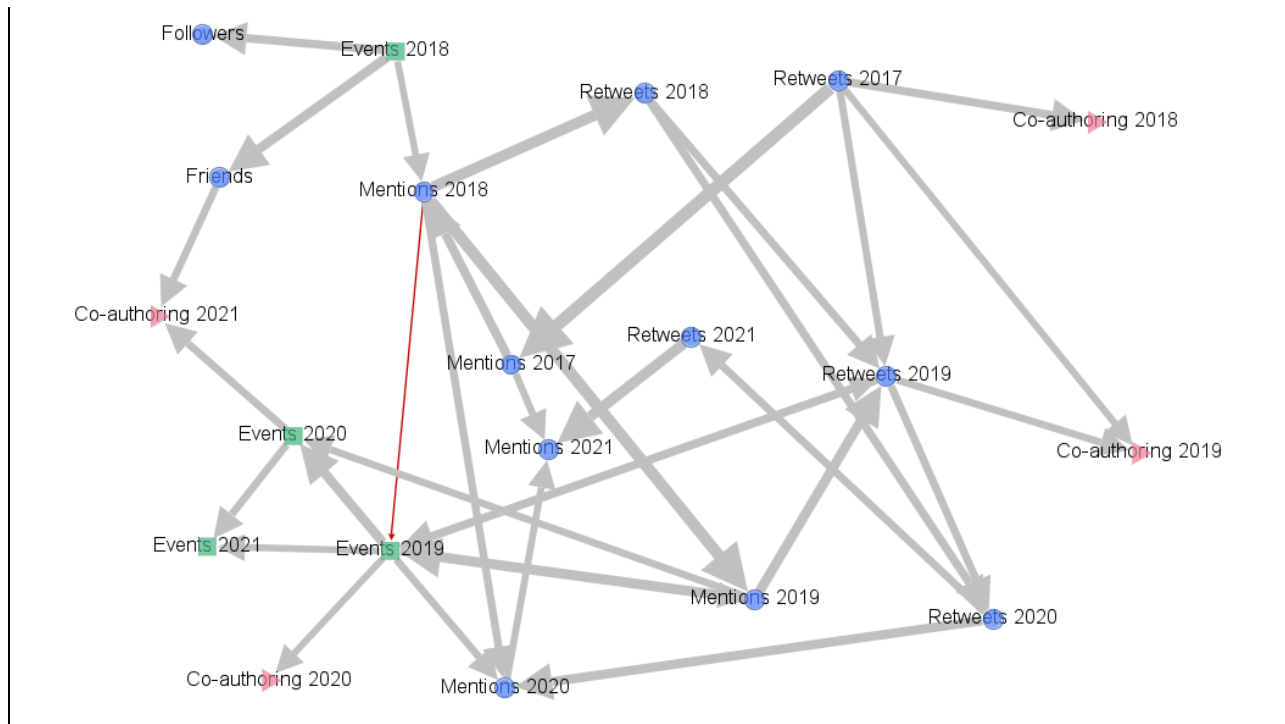 Followers
Events 2018
Retweets 2018
Retweets 2017
Co-authoring 2018
Friends
Mentions 2018
Co-authoring 2021
Retweets 2021
Mentions 2017
Retweets 2019
Events 2020
Mentions 2021
Co-authoring 2019
Events 2021
Events 2019
Mentions 2019
Retweets 2020
Co-authoring 2020
Mentions 2020